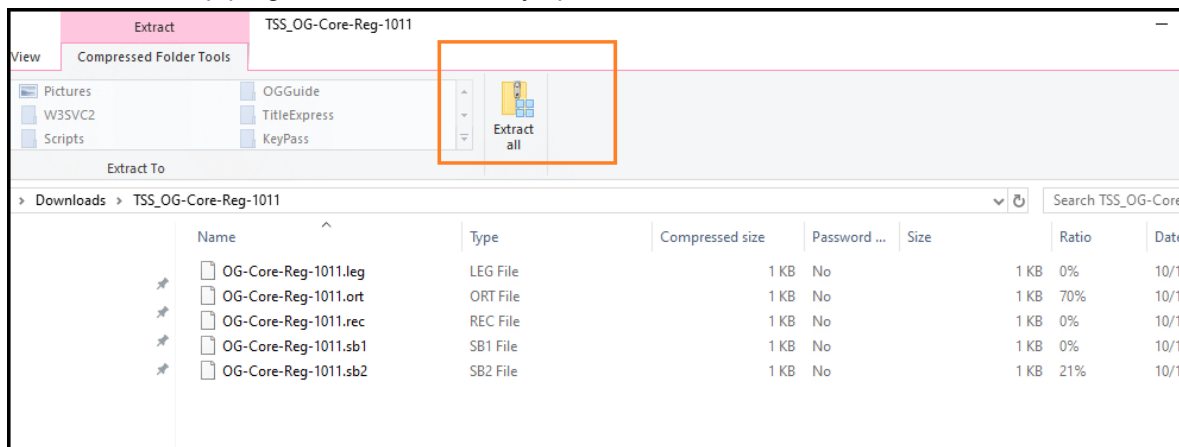 Extract TSS_OG-Core-Reg-1011
View Compressed Folder Tools
Pictures OGGuide
W3SVC2 TitleExpress
Scripts KeyPass
Extract all
Extract To
> Downloads > TSS_OG-Core-Reg-1011 Search TSS_OG-Core
Name Type Compressed size Password ... Size Ratio Date
OG-Core-Reg-1011.leg LEG File 1 KB No 1 KB 0% 10/1
OG-Core-Reg-1011.ort ORT File 1 KB No 1 KB 70% 10/1
OG-Core-Reg-1011.rec REC File 1 KB No 1 KB 0% 10/1
OG-Core-Reg-1011.sb1 SB1 File 1 KB No 1 KB 0% 10/1
OG-Core-Reg-1011.sb2 SB2 File 1 KB No 1 KB 21% 10/1